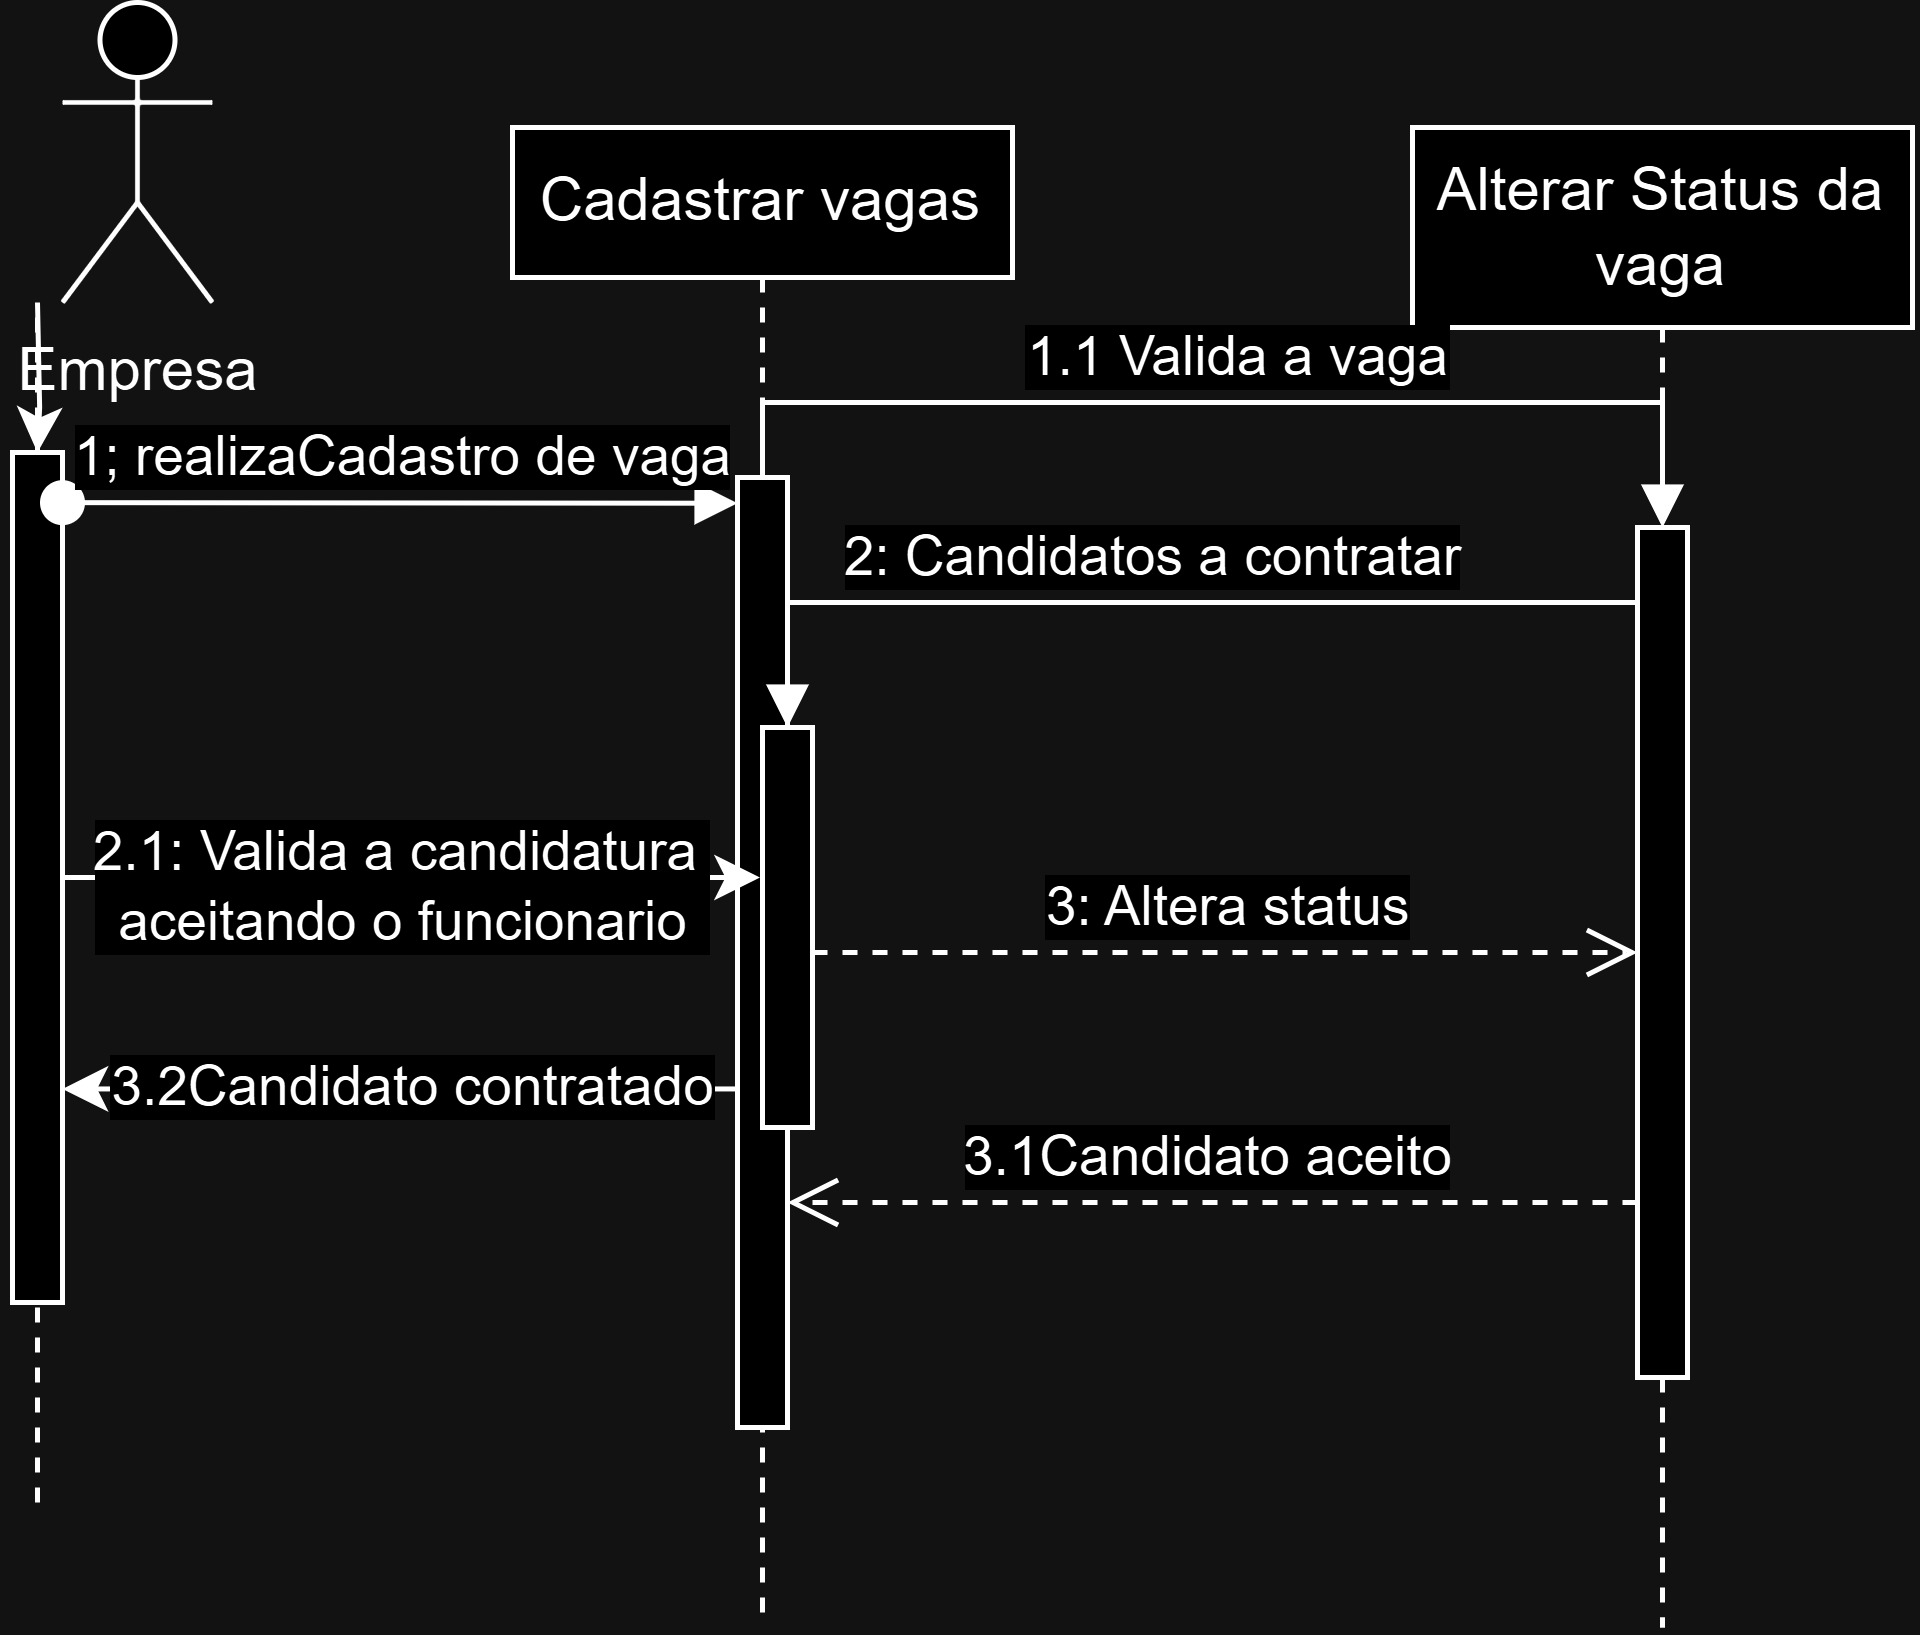 Cadastrar vagas
Alterar Status da
vaga
Empresa
1.1 Valida a vaga
1; realizaCadastro de vaga
2: Candidatos a contratar
2.1: Valida a candidatura
aceitando o funcionario
3: Altera status
3.2Candidato contratado
3.1Candidato aceito